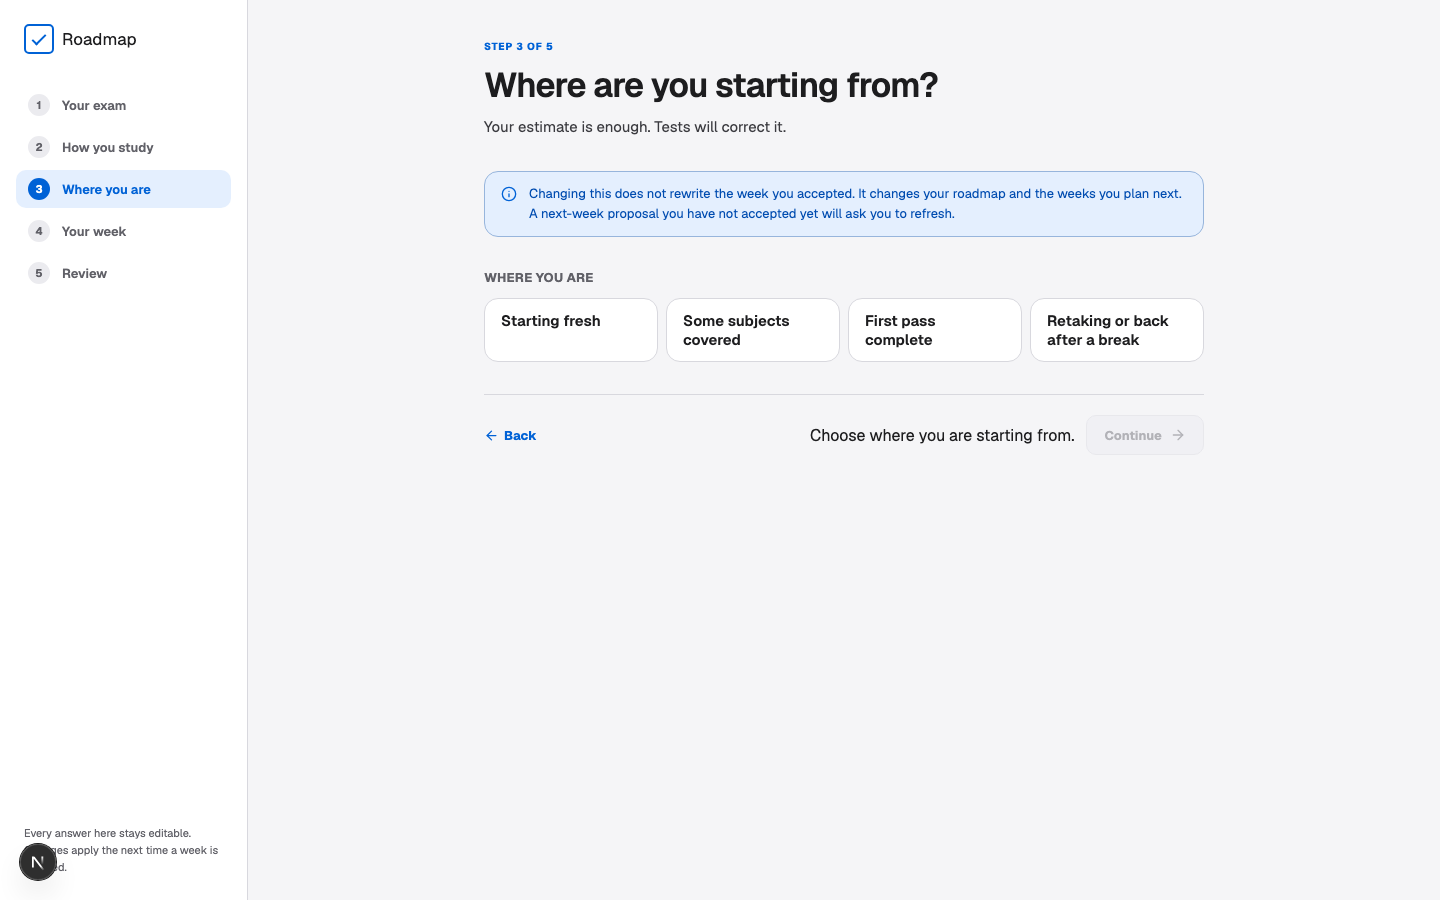 Roadmap
1 Your exam
2 How you study
3 Where you are
4 Your week
5 Review
Every answer here stays editable.
ges apply the next time a week is
ed.
N
STEP 3 OF 5
Where are you starting from?
Your estimate is enough. Tests will correct it.
Changing this does not rewrite the week you accepted. It changes your roadmap and the weeks you plan next.
A next-week proposal you have not accepted yet will ask you to refresh.
WHERE YOU ARE
Starting fresh
Some subjects
covered
First pass
complete
Retaking or back
after a break
Back
Choose where you are starting from.
Continue